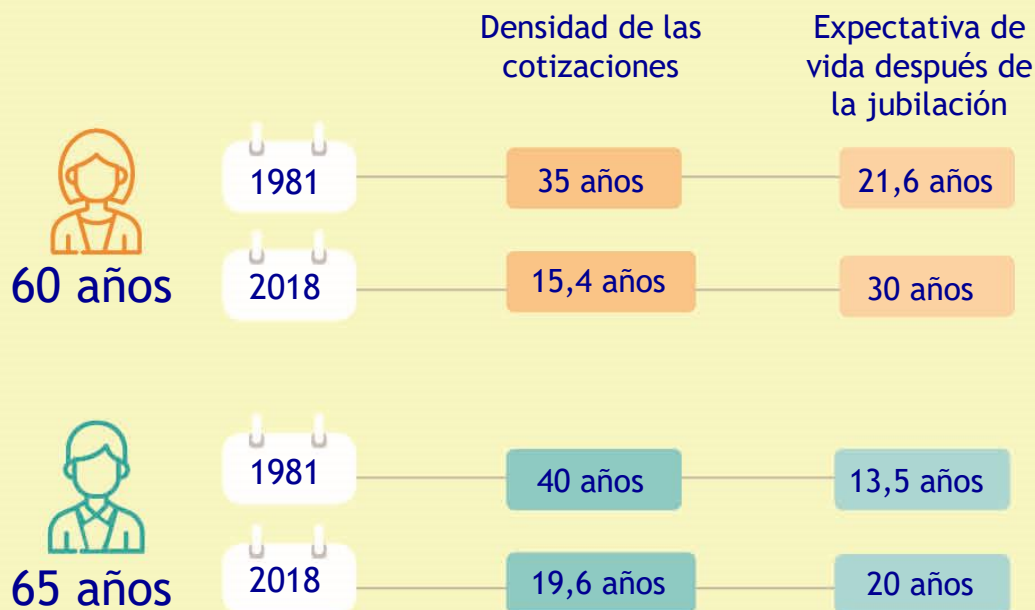 Densidad de las
cotizaciones
Expectativa de
vida después de
la jubilación
1981
35 años
21,6 años
60 años
2018
15,4 años
30 años
1981
40 años
13,5 años
65 años
2018
19,6 años
20 años